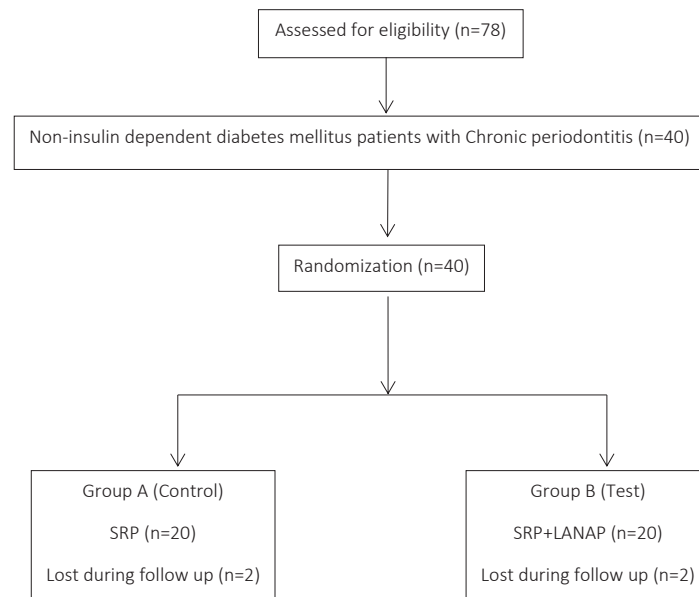 Assessed for eligibility (n=78)
Non-insulin dependent diabetes mellitus patients with Chronic periodontitis (n=40)
Randomization (n=40)
Group A (Control)
SRP (n=20)
Lost during follow up (n=2)
Group B (Test)
SRP+LANAP (n=20)
Lost during follow up (n=2)